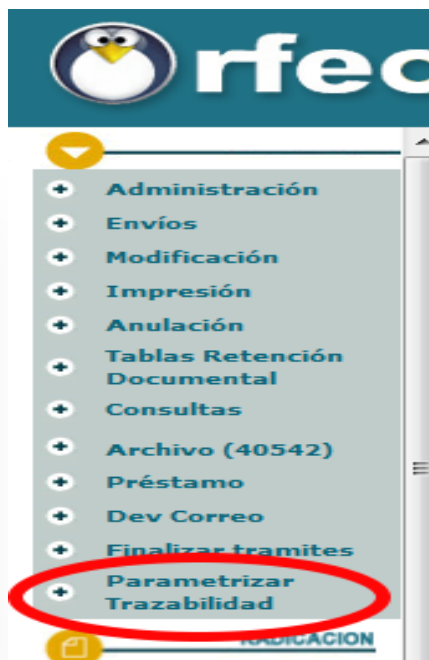 Orfeo
Administración
Envíos
Modificación
Impresión
Anulación
Tablas Retención
Documental
Consultas
Archivo (40542)
Préstamo
Dev Correo
Finalizar tramites
Parametrizar
Trazabilidad
RADICACION